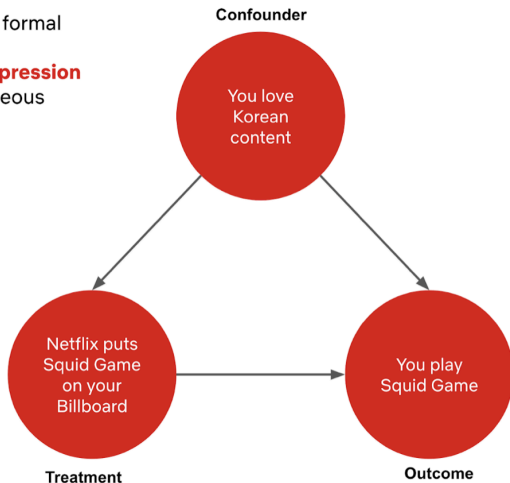 formal
pression
eous
Confounder
You love
Korean
content
Netflix puts
Squid Game
on your
Billboard
You play
Squid Game
Treatment
Outcome